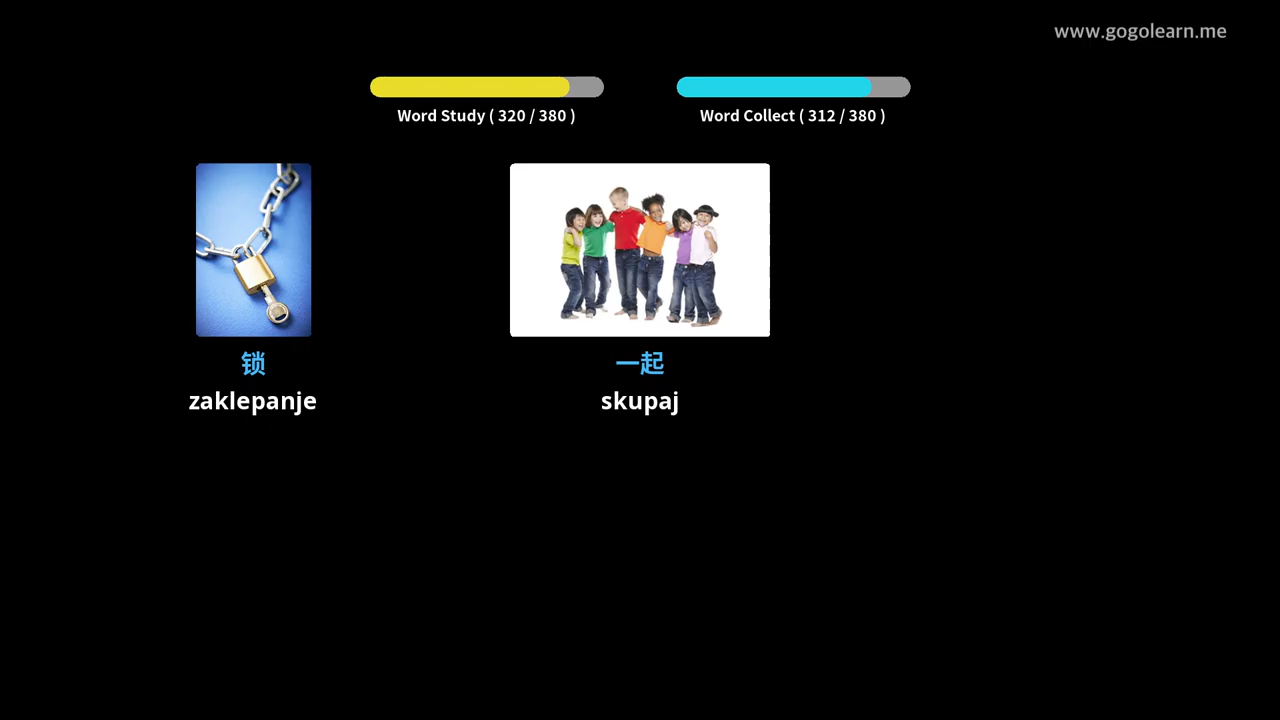 www.gogolearn.me
Word Study ( 320 / 380 )
Word Collect ( 312 / 380 )
锁
zaklepanje
一起
skupaj